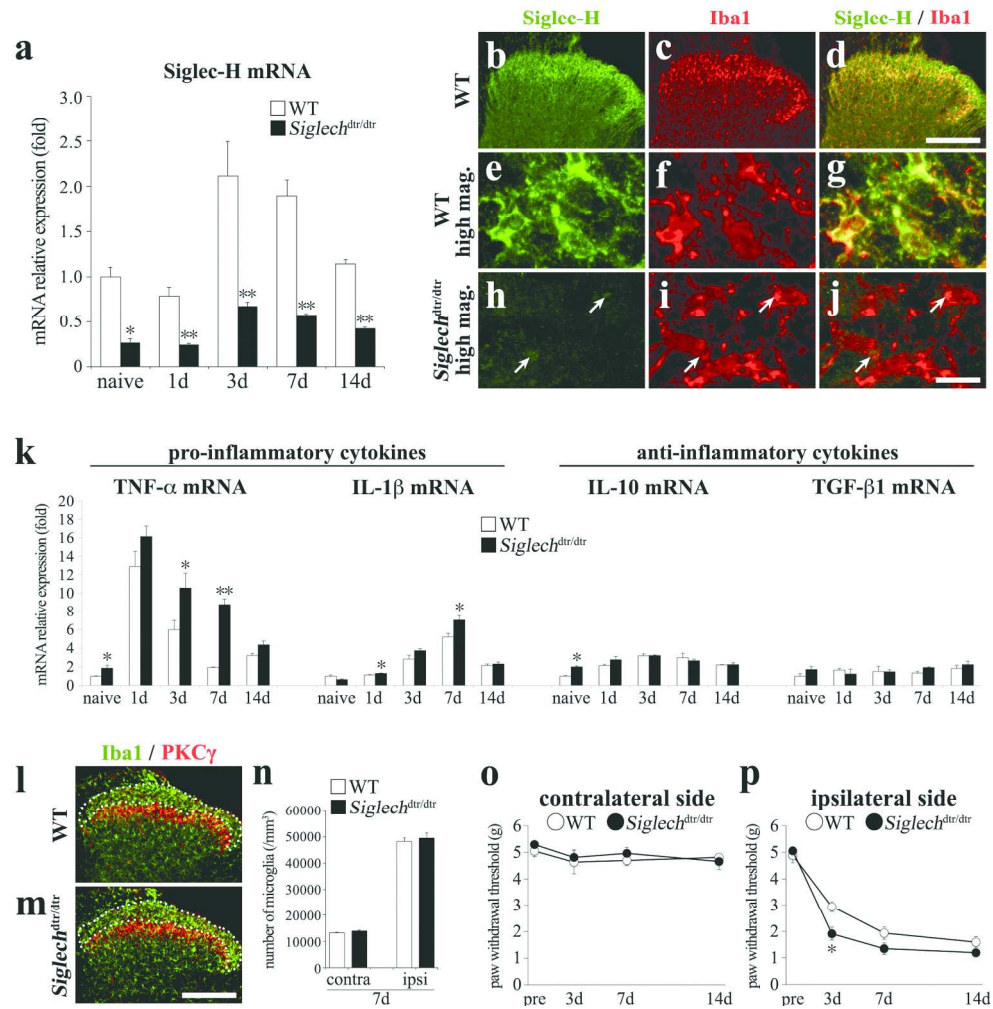 a
Siglec-H mRNA
mRNA relative expression (fold)
3.0
2.5
2.0
1.5
1.0
0.5
0
WT
Siglech^dtr/dtr
*
**
**
**
**
naive 1d 3d 7d 14d
Siglec-H Iba1 Siglec-H / Iba1
WT
b c d
WT
high mag.
e f g
Siglech^dtr/dtr
high mag.
h i j
k
pro-inflammatory cytokines anti-inflammatory cytokines
TNF-α mRNA IL-1β mRNA IL-10 mRNA TGF-β1 mRNA
mRNA relative expression (fold)
20
18
16
14
12
10
8
6
4
2
0
WT
Siglech^dtr/dtr
* * ** * * *
naive 1d 3d 7d 14d naive 1d 3d 7d 14d naive 1d 3d 7d 14d naive 1d 3d 7d 14d
Iba1 / PKCγ
l
WT
m
Siglech^dtr/dtr
n
WT
Siglech^dtr/dtr
number of microglia (/mm³)
60000
50000
40000
30000
20000
10000
0
contra ipsi
7d
o
contralateral side
WT Siglech^dtr/dtr
paw withdrawal threshold (g)
6
5
4
3
2
1
0
pre 3d 7d 14d
p
ipsilateral side
WT Siglech^dtr/dtr
paw withdrawal threshold (g)
6
5
4
3
2
1
0
*
pre 3d 7d 14d